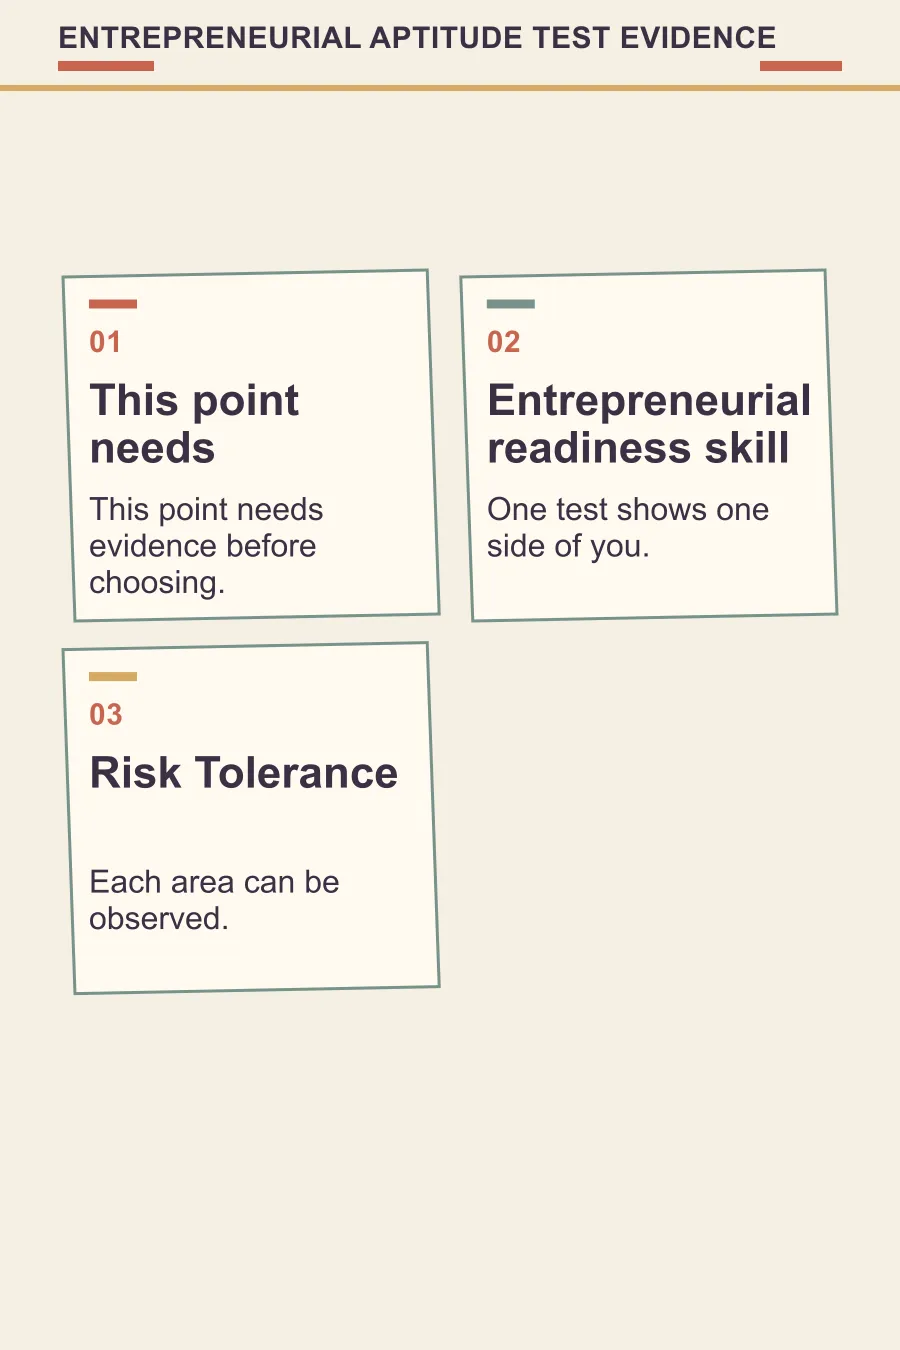 ENTREPRENEURIAL APTITUDE TEST EVIDENCE
01
This point
needs
This point needs
evidence before
choosing.
02
Entrepreneurial
readiness skill
One test shows one
side of you.
03
Risk Tolerance
Each area can be
observed.